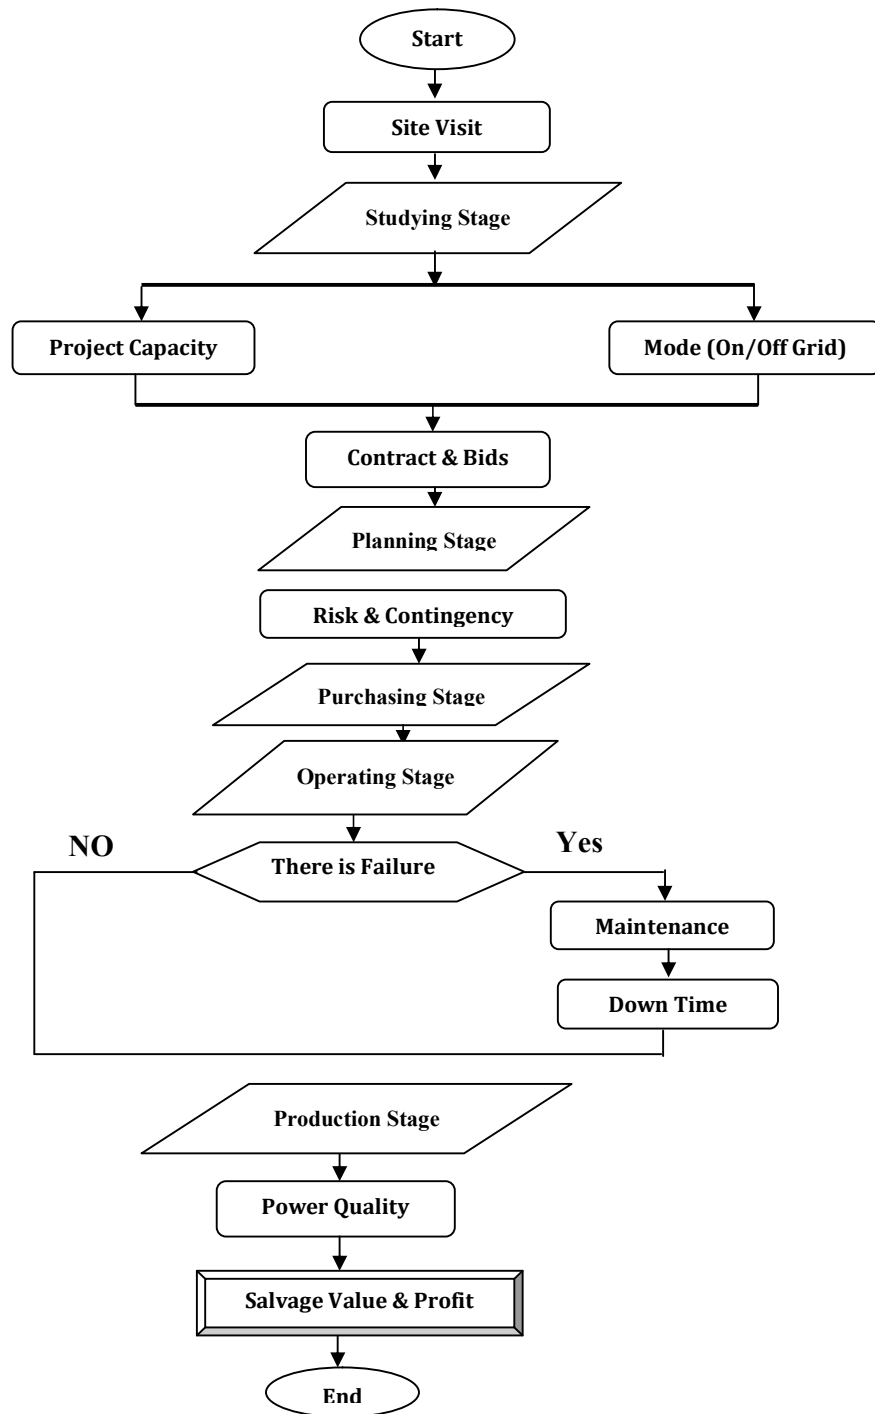 Start
Site Visit
Studying Stage
Project Capacity
Mode (On/Off Grid)
Contract & Bids
Planning Stage
Risk & Contingency
Purchasing Stage
Operating Stage
NO
There is Failure
Yes
Maintenance
Down Time
Production Stage
Power Quality
Salvage Value & Profit
End